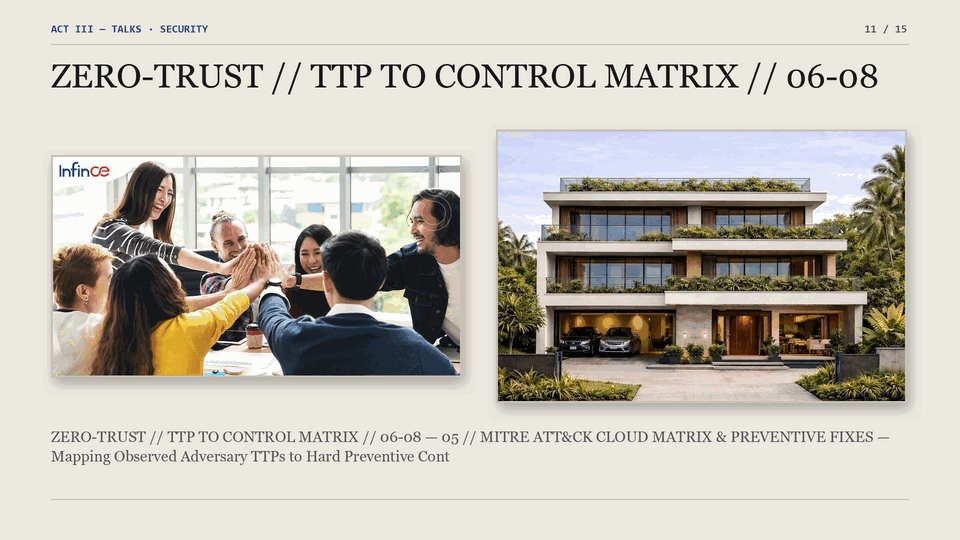 ACT III — TALKS · SECURITY
11 / 15
ZERO-TRUST // TTP TO CONTROL MATRIX // 06-08
Infince
ZERO-TRUST // TTP TO CONTROL MATRIX // 06-08 — 05 // MITRE ATT&CK CLOUD MATRIX & PREVENTIVE FIXES —
Mapping Observed Adversary TTPs to Hard Preventive Cont